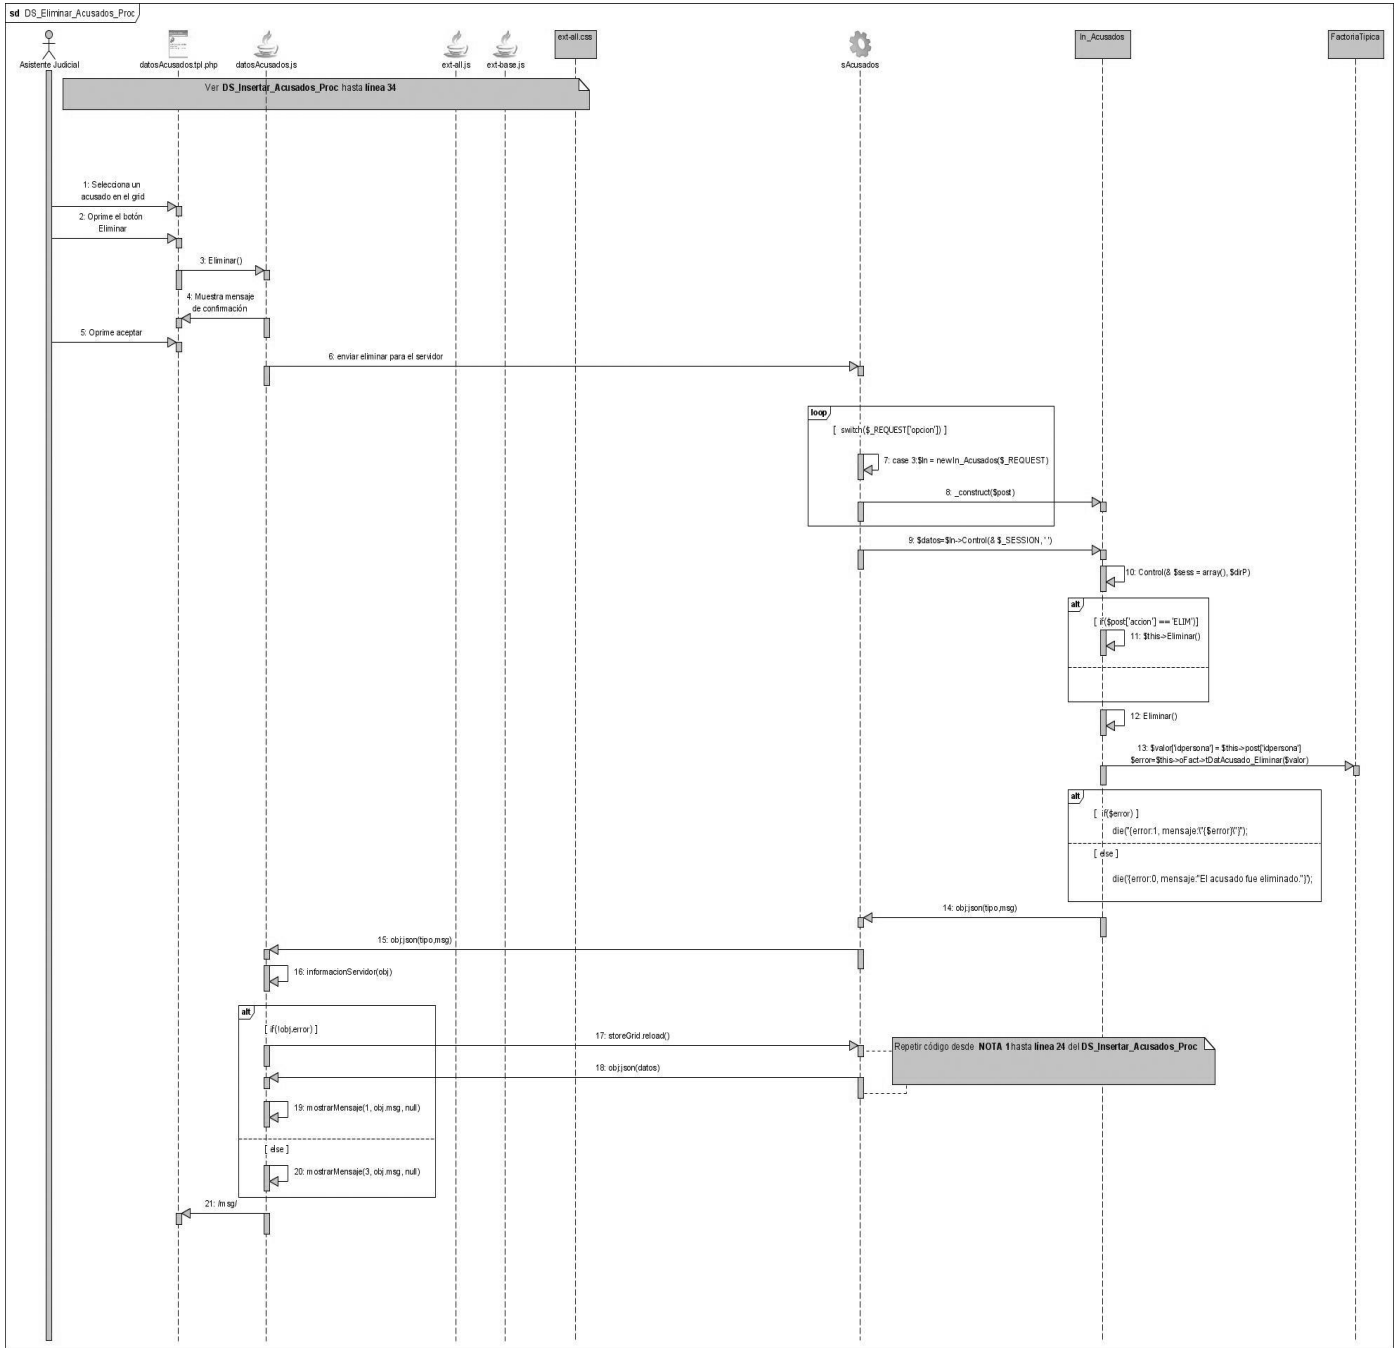 sd DS_Eliminar_Acusados_Proc
Asistente Judicial
datosAcusados.tpl.php
datosAcusados.js
ext-all.js
ext-base.js
ext-all.css
sAcusados
In_Acusados
FactoriaTipica
Ver DS_Insertar_Acusados_Proc hasta línea 34
1: Selecciona un
acusado en el grid
2: Oprime el botón
Eliminar
3: Eliminar()
4: Muestra mensaje
de confirmación
5: Oprime aceptar
6: enviar eliminar para el servidor
loop
[ switch($_REQUEST['opcion']) ]
7: case 3:$In = new In_Acusados($_REQUEST)
8: _construct($post)
9: $datos=$In->Control(& $_SESSION, ' ')
10: Control(& $sess = array(), $dirP)
alt
[ if($post['accion'] == 'ELIM')]
11: $this->Eliminar()
12: Eliminar()
13: $valor['idpersona'] = $this->post['idpersona']
$error=$this->oFact->tDatAcusado_Eliminar($valor)
alt
[ if($error) ]
die("{error:1, mensaje:\"{$error}\"}");
[ else ]
die('{error:0, mensaje:"El acusado fue eliminado."}');
14: obj:json(tipo,msg)
15: obj:json(tipo,msg)
16: informacionServidor(obj)
alt
[ if(!obj.error) ]
17: storeGrid.reload()
Repetir código desde NOTA 1 hasta línea 24 del DS_Insertar_Acusados_Proc
18: obj:json(datos)
19: mostrarMensaje(1, obj.msg, null)
[ else ]
20: mostrarMensaje(3, obj.msg, null)
21: /msg/